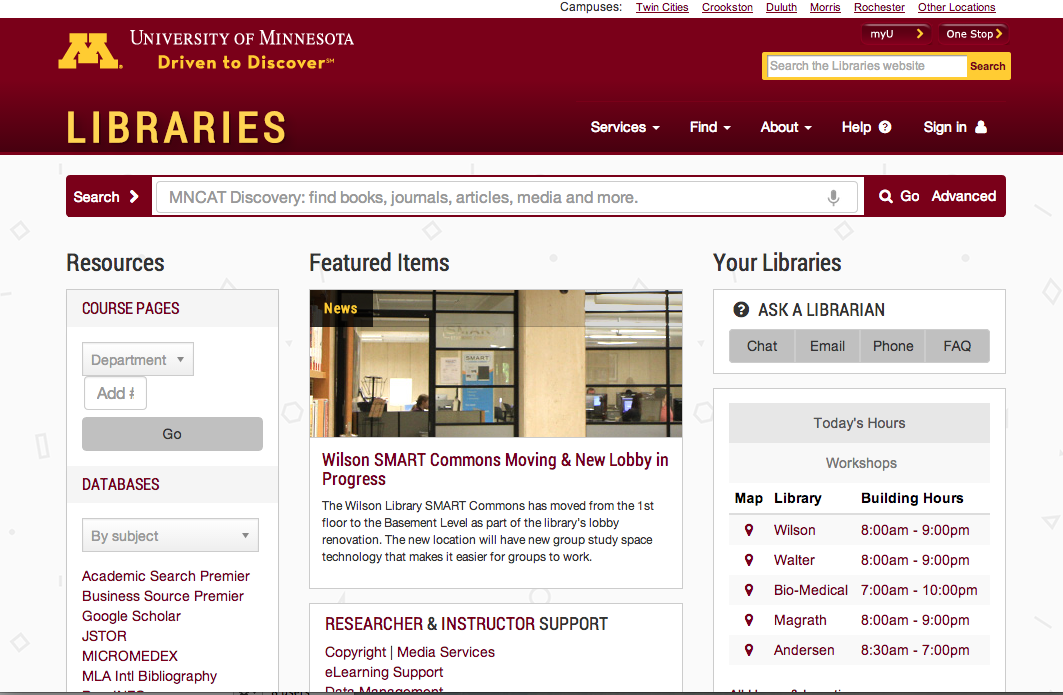 Campuses: Twin Cities Crookston Duluth Morris Rochester Other Locations
UNIVERSITY OF MINNESOTA
Driven to Discover℠
myU One Stop
Search the Libraries website Search
LIBRARIES
Services Find About Help ? Sign in
Search MNCAT Discovery: find books, journals, articles, media and more. Go Advanced
Resources
COURSE PAGES
Department
Add #
Go
DATABASES
By subject
Academic Search Premier
Business Source Premier
Google Scholar
JSTOR
MICROMEDEX
MLA Intl Bibliography
Featured Items
News
SMART
Wilson SMART Commons Moving & New Lobby in
Progress
The Wilson Library SMART Commons has moved from the 1st
floor to the Basement Level as part of the library's lobby
renovation. The new location will have new group study space
technology that makes it easier for groups to work.
RESEARCHER & INSTRUCTOR SUPPORT
Copyright | Media Services
eLearning Support
Data Management
Your Libraries
? ASK A LIBRARIAN
Chat Email Phone FAQ
Today's Hours
Workshops
Map Library Building Hours
Wilson 8:00am - 9:00pm
Walter 8:00am - 9:00pm
Bio-Medical 7:00am - 10:00pm
Magrath 8:00am - 9:00pm
Andersen 8:30am - 7:00pm